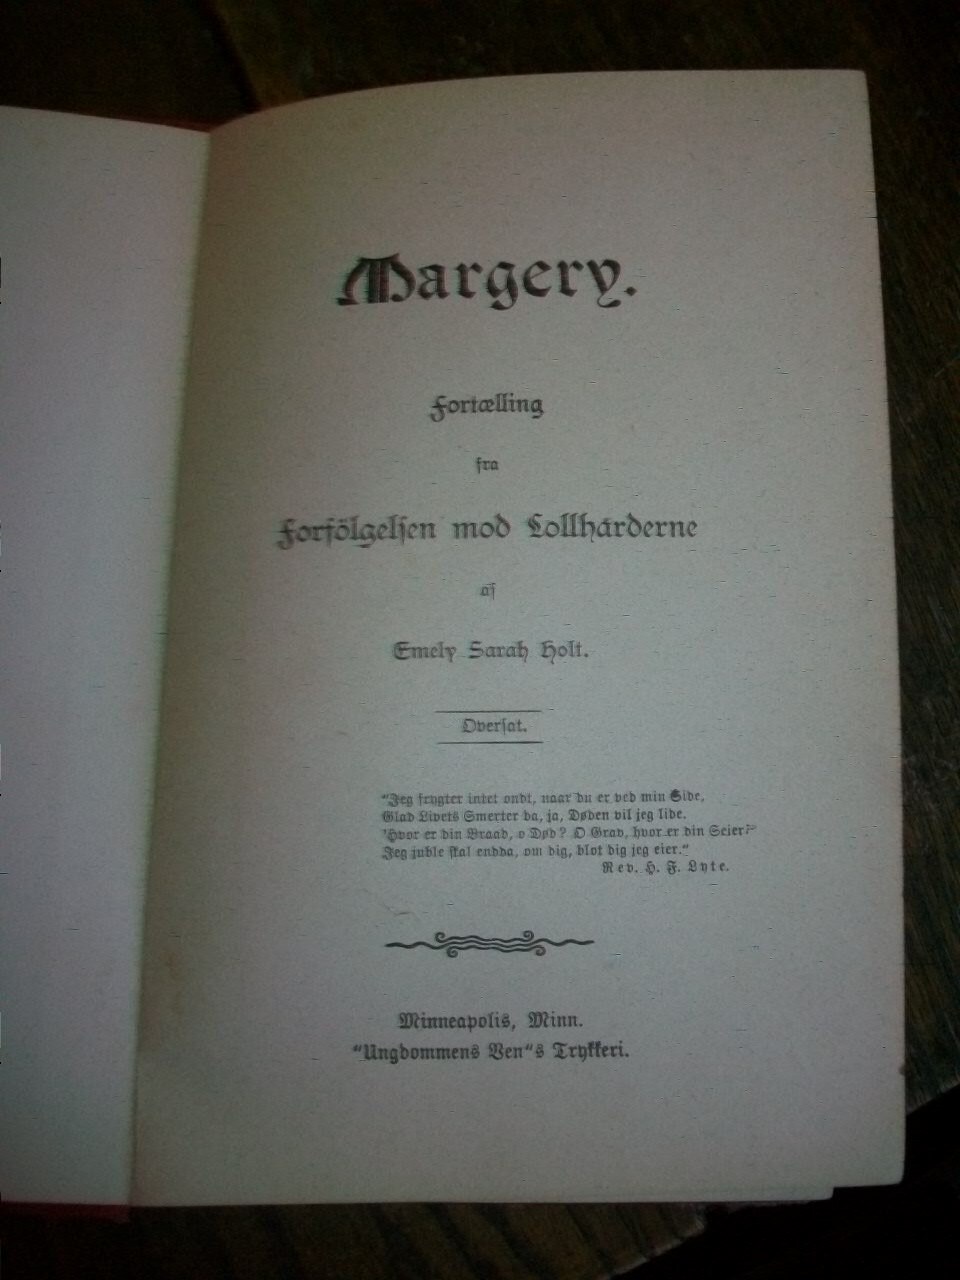 Margery.
Fortælling
fra
Forfölgelsen mod Lollharderne
af
Emely Sarah Holt.
Oversat.
"Jeg frygter intet ondt, naar du er ved min Side,
Glad Livets Smerter da, ja, Døden vil jeg lide.
Hvor er din Braad, o Død? O Grav, hvor er din Seier?
Jeg juble skal endda, om dig, blot dig jeg eier."
Rev. H. F. Lyte.
Minneapolis, Minn.
"Ungdommens Ven"s Trykkeri.